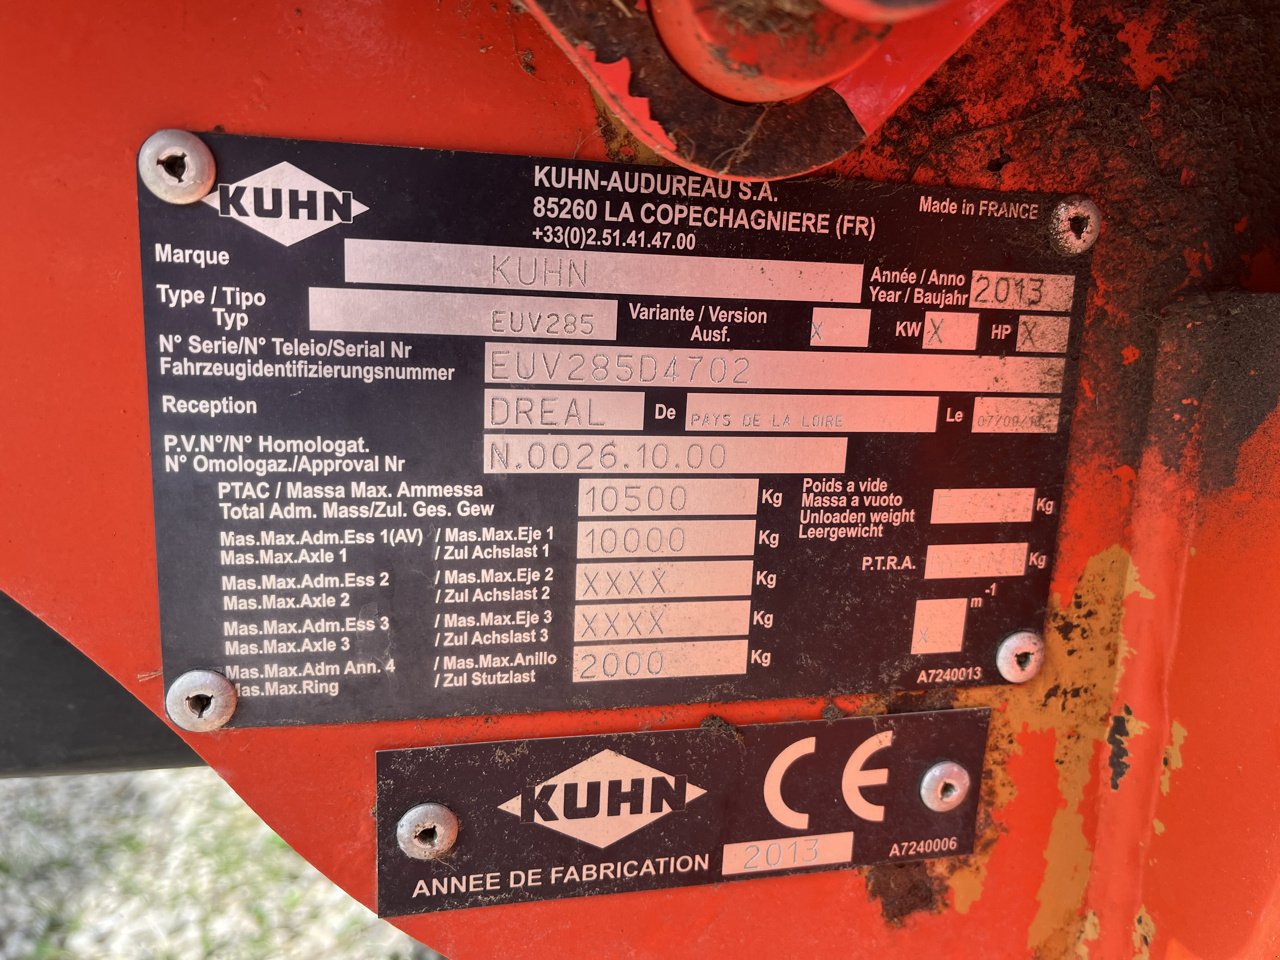 KUHN
KUHN-AUDUREAU S.A.
85260 LA COPECHAGNIERE (FR)
+33(0)2.51.41.47.00
Made in FRANCE
Marque KUHN
Année / Anno
Year / Baujahr 2013
Type / Tipo
Typ EUV285
Variante / Version
Ausf. X KW X HP X
N° Serie/N° Teleio/Serial Nr
Fahrzeugidentifizierungsnummer EUV285D4702
Reception DREAL De PAYS DE LA LOIRE Le
P.V.N°/N° Homologat.
N° Omologaz./Approval Nr N.0026.10.00
PTAC / Massa Max. Ammessa
Total Adm. Mass/Zul. Ges. Gew 10500 Kg
Poids a vide
Massa a vuoto
Unloaden weight
Leergewicht Kg
Mas.Max.Adm.Ess 1(AV) / Mas.Max.Eje 1
Mas.Max.Axle 1 / Zul Achslast 1 10000 Kg
P.T.R.A. Kg
Mas.Max.Adm.Ess 2 / Mas.Max.Eje 2
Mas.Max.Axle 2 / Zul Achslast 2 XXXX Kg
Mas.Max.Adm.Ess 3 / Mas.Max.Eje 3
Mas.Max.Axle 3 / Zul Achslast 3 XXXX Kg
X m-1
Mas.Max.Adm Ann. 4 / Mas.Max.Anillo
Mas.Max.Ring / Zul Stutzlast 2000 Kg
A7240013
KUHN
CE
ANNEE DE FABRICATION 2013
A7240006